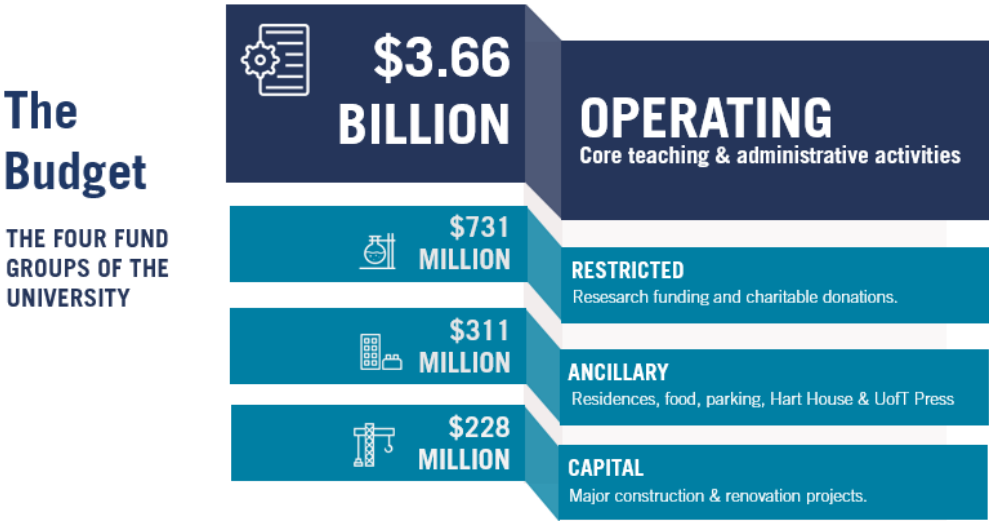 The
Budget
THE FOUR FUND
GROUPS OF THE
UNIVERSITY
$3.66
BILLION
OPERATING
Core teaching & administrative activities
$731
MILLION
RESTRICTED
Resesarch funding and charitable donations.
$311
MILLION
ANCILLARY
Residences, food, parking, Hart House & UofT Press
$228
MILLION
CAPITAL
Major construction & renovation projects.